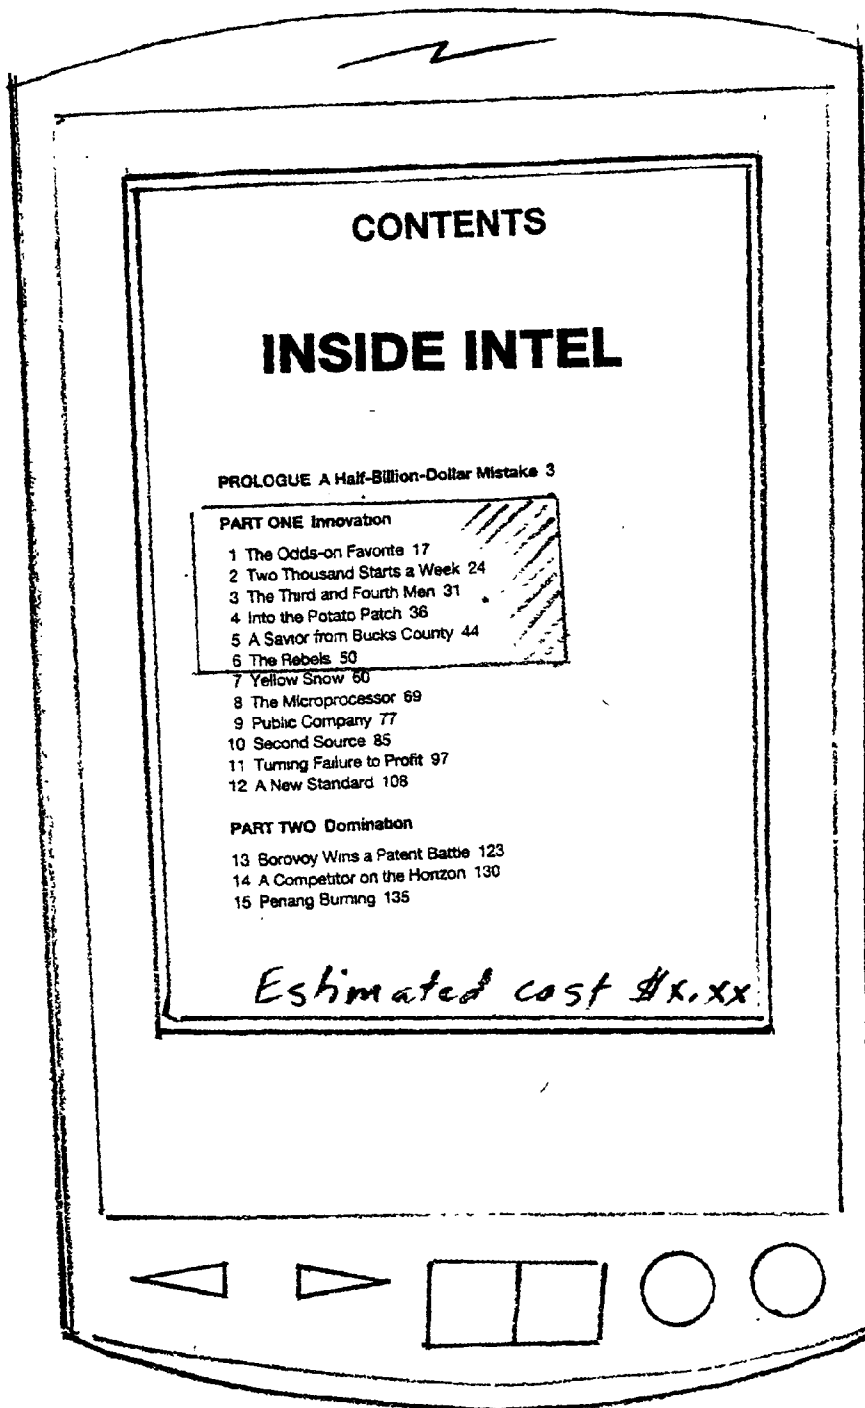 CONTENTS
INSIDE INTEL
PROLOGUE A Half-Billion-Dollar Mistake 3
PART ONE Innovation
1 The Odds-on Favorite 17
2 Two Thousand Starts a Week 24
3 The Third and Fourth Men 31
4 Into the Potato Patch 36
5 A Savior from Bucks County 44
6 The Rebels 50
7 Yellow Snow 60
8 The Microprocessor 69
9 Public Company 77
10 Second Source 85
11 Turning Failure to Profit 97
12 A New Standard 108
PART TWO Domination
13 Borovoy Wins a Patent Battle 123
14 A Competitor on the Horizon 130
15 Penang Burning 135
Estimated cost $x.xx